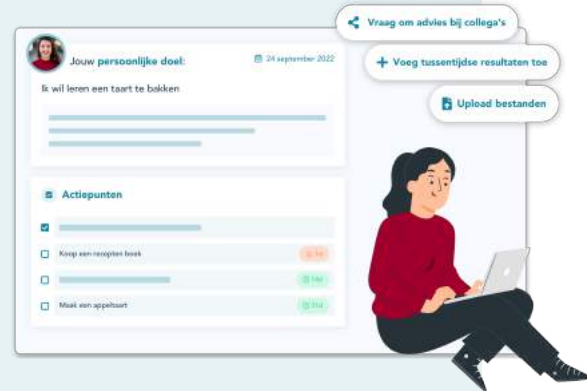 Vraag om advies bij collega's
Jouw persoonlijke doel:
24 september 2022
Voeg tussentijdse resultaten toe
Ik wil leren een taart te bakken
Upload bestanden
Actiepunten
Koop een recepten boek
Maak een appeltaart